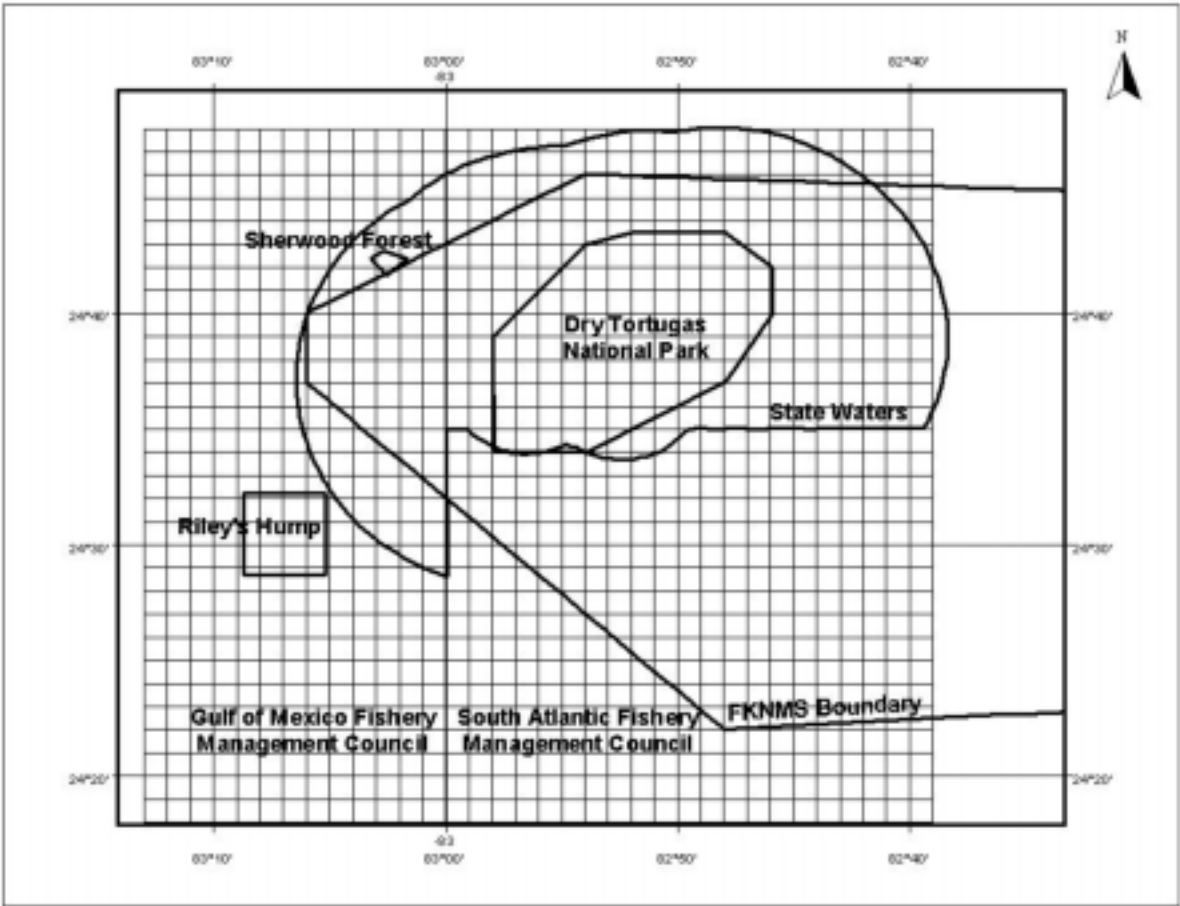 N
83°10'
83°00'
82°50'
82°40'
-83
Sherwood Forest
24°40'
24°40'
Dry Tortugas
National Park
State Waters
Riley's Hump
24°30'
24°30'
FKNMS Boundary
Gulf of Mexico Fishery
Management Council
South Atlantic Fishery
Management Council
24°20'
24°20'
-83
83°10'
83°00'
82°50'
82°40'